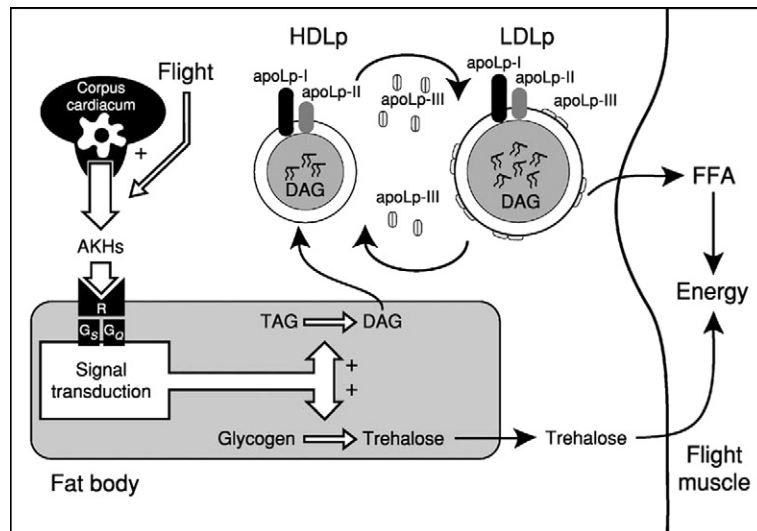 HDLp
LDLp
apoLp-I
apoLp-II
apoLp-III
apoLp-I
apoLp-II
apoLp-III
Corpus
cardiacum
Flight
+
DAG
DAG
apoLp-III
FFA
AKHs
Energy
R
GS GQ
TAG
DAG
Signal
transduction
+
+
Glycogen
Trehalose
Trehalose
Flight
muscle
Fat body